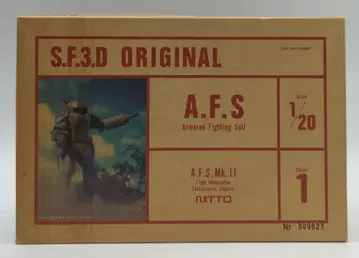 S.F.3.D ORIGINAL
A.F.S
Armored Fighting Suit
Scale
1/20
A.F.S. Mk.II
NITTO
Series
1
Nr 009623